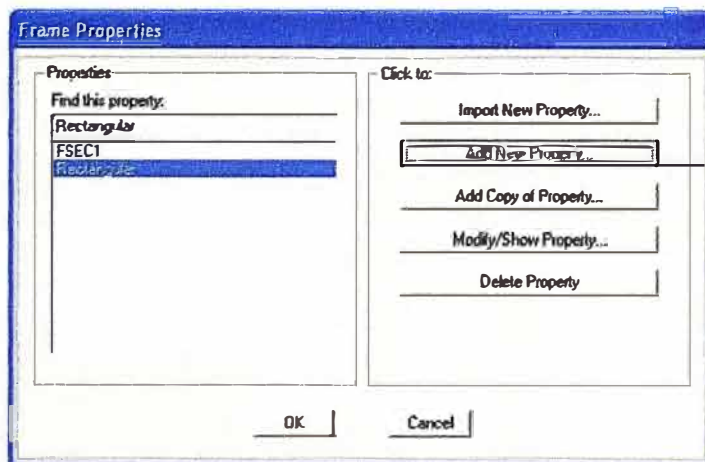 Frame Properties
Properties
Find this property:
Rectangular
FSEC1
Rectangular
Click to:
Import New Property...
Add New Property...
Add Copy of Property...
Modify/Show Property...
Delete Property
OK
Cancel